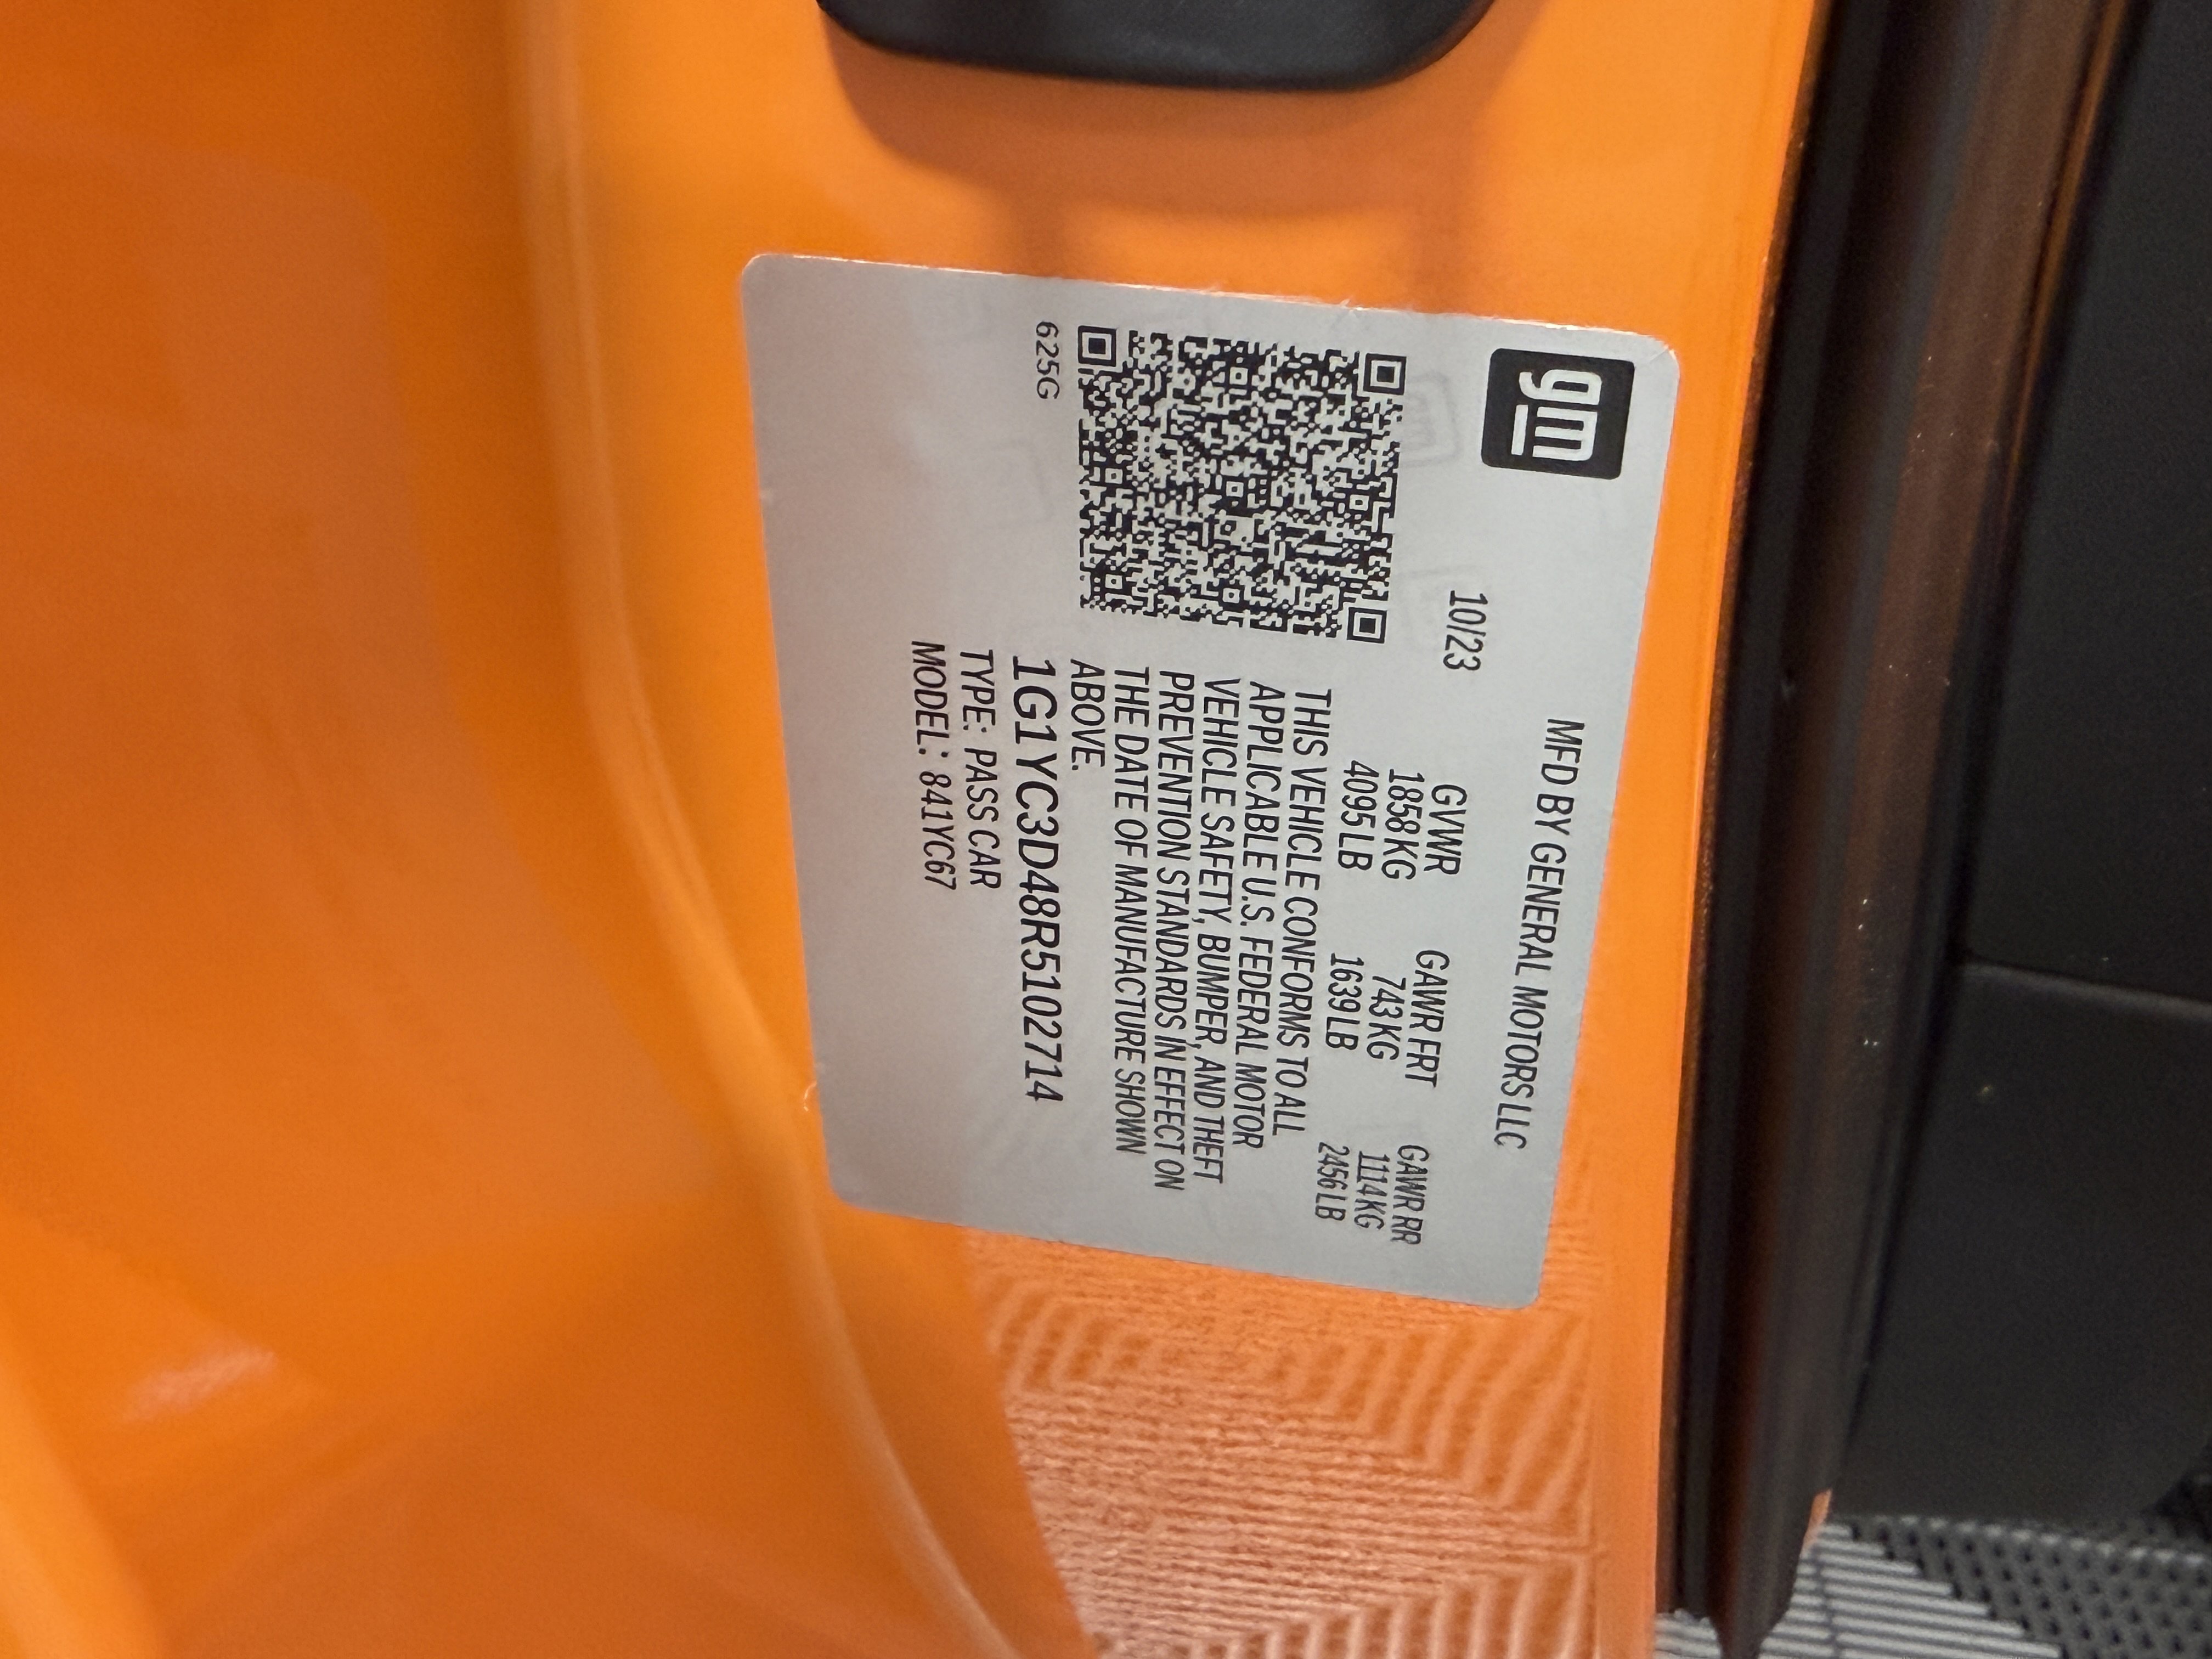 gm
MFD BY GENERAL MOTORS LLC
10/23
GVWR GAWR FRT GAWR RR
1858 KG 743 KG 1114 KG
4095 LB 1639 LB 2456 LB
THIS VEHICLE CONFORMS TO ALL
APPLICABLE U.S. FEDERAL MOTOR
VEHICLE SAFETY, BUMPER, AND THEFT
PREVENTION STANDARDS IN EFFECT ON
THE DATE OF MANUFACTURE SHOWN
ABOVE.
1G1YC3D48R5102714
TYPE: PASS CAR
MODEL: 841YC67
625G